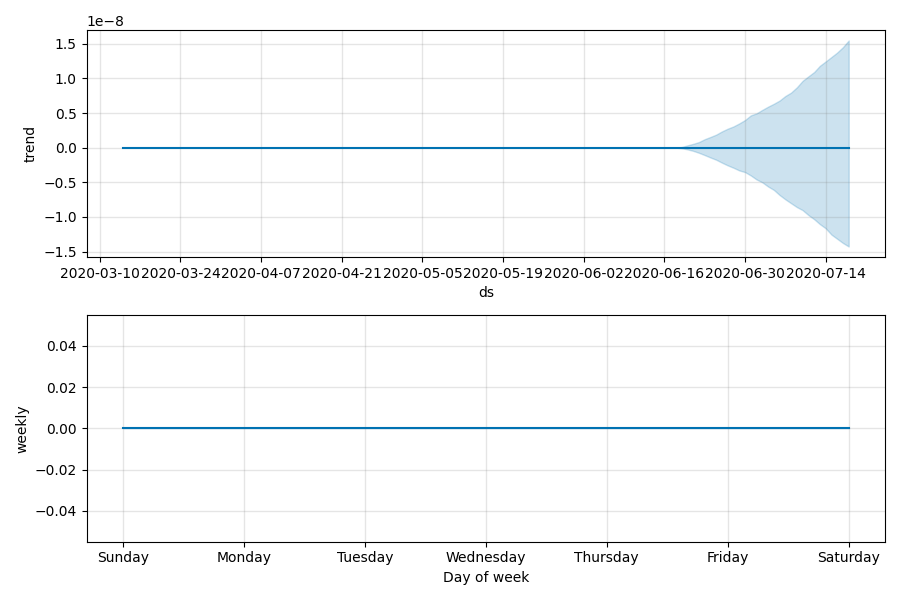 1e−8
1.5
1.0
0.5
0.0
−0.5
−1.0
−1.5
trend
2020-03-10 2020-03-24 2020-04-07 2020-04-21 2020-05-05 2020-05-19 2020-06-02 2020-06-16 2020-06-30 2020-07-14
ds
0.04
0.02
0.00
−0.02
−0.04
weekly
Sunday Monday Tuesday Wednesday Thursday Friday Saturday
Day of week